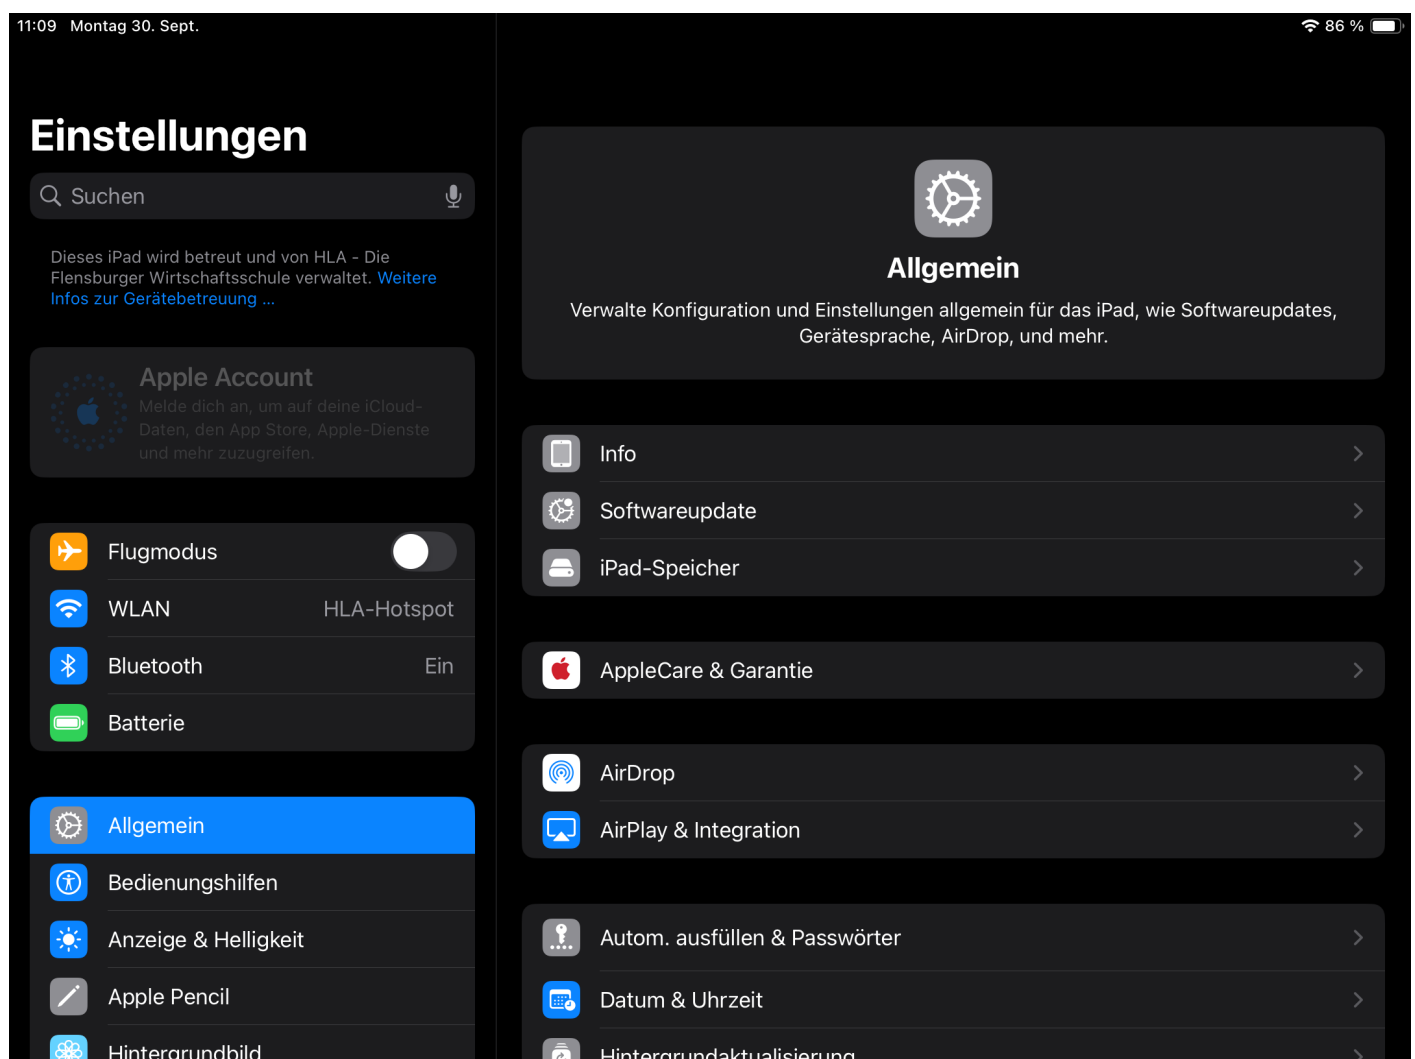 11:09 Montag 30. Sept.
86 %
Einstellungen
Suchen
Dieses iPad wird betreut und von HLA - Die
Flensburger Wirtschaftsschule verwaltet. Weitere
Infos zur Gerätebetreuung ...
Apple Account
Melde dich an, um auf deine iCloud-
Daten, den App Store, Apple-Dienste
und mehr zuzugreifen.
Flugmodus
WLAN HLA-Hotspot
Bluetooth Ein
Batterie
Allgemein
Bedienungshilfen
Anzeige & Helligkeit
Apple Pencil
Hintergrundbild
Allgemein
Verwalte Konfiguration und Einstellungen allgemein für das iPad, wie Softwareupdates,
Gerätesprache, AirDrop, und mehr.
Info
Softwareupdate
iPad-Speicher
AppleCare & Garantie
AirDrop
AirPlay & Integration
Autom. ausfüllen & Passwörter
Datum & Uhrzeit
Hintergrundaktualisierung